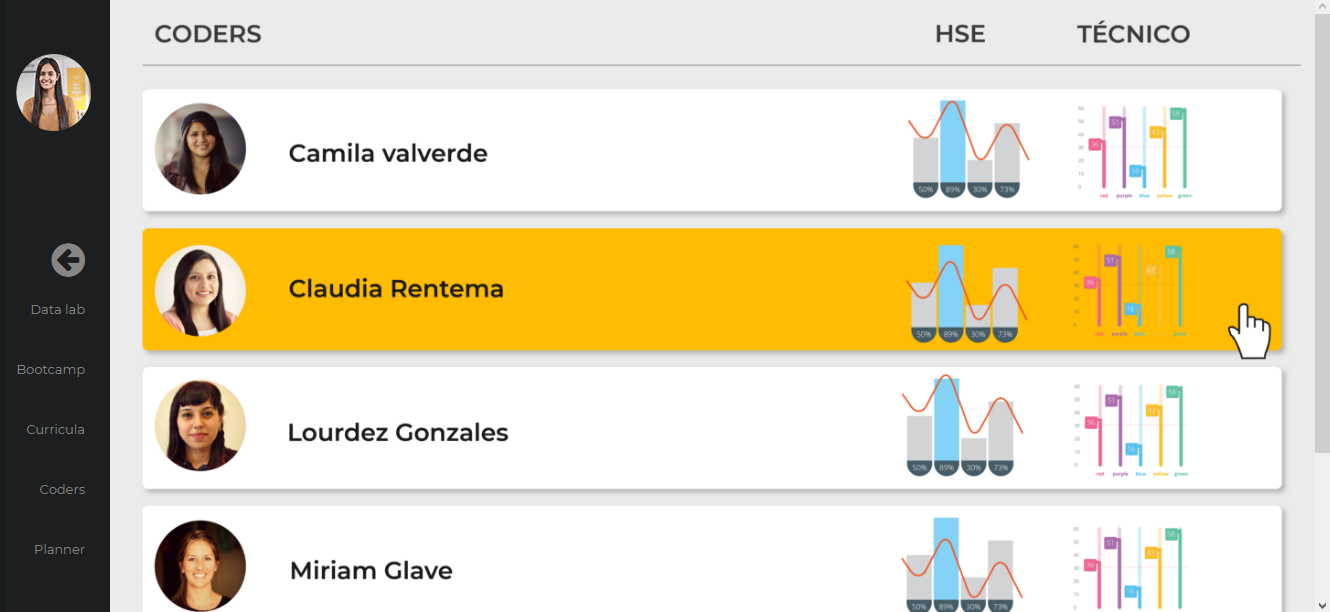 CODERS HSE TÉCNICO
Camila valverde
50% 89% 30% 73%
60
50
40
30
20
10
0
36
51
16
43
58
red purple blue yellow green
Claudia Rentema
50% 89% 30% 73%
60
50
40
30
20
10
0
36
51
16
43
58
red purple blue green
Lourdez Gonzales
50% 89% 30% 73%
60
50
40
30
20
10
0
36
51
16
43
58
red purple blue yellow green
Miriam Glave
50% 89% 30% 73%
60
50
40
30
20
10
0
36
51
16
43
58
Data lab
Bootcamp
Curricula
Coders
Planner